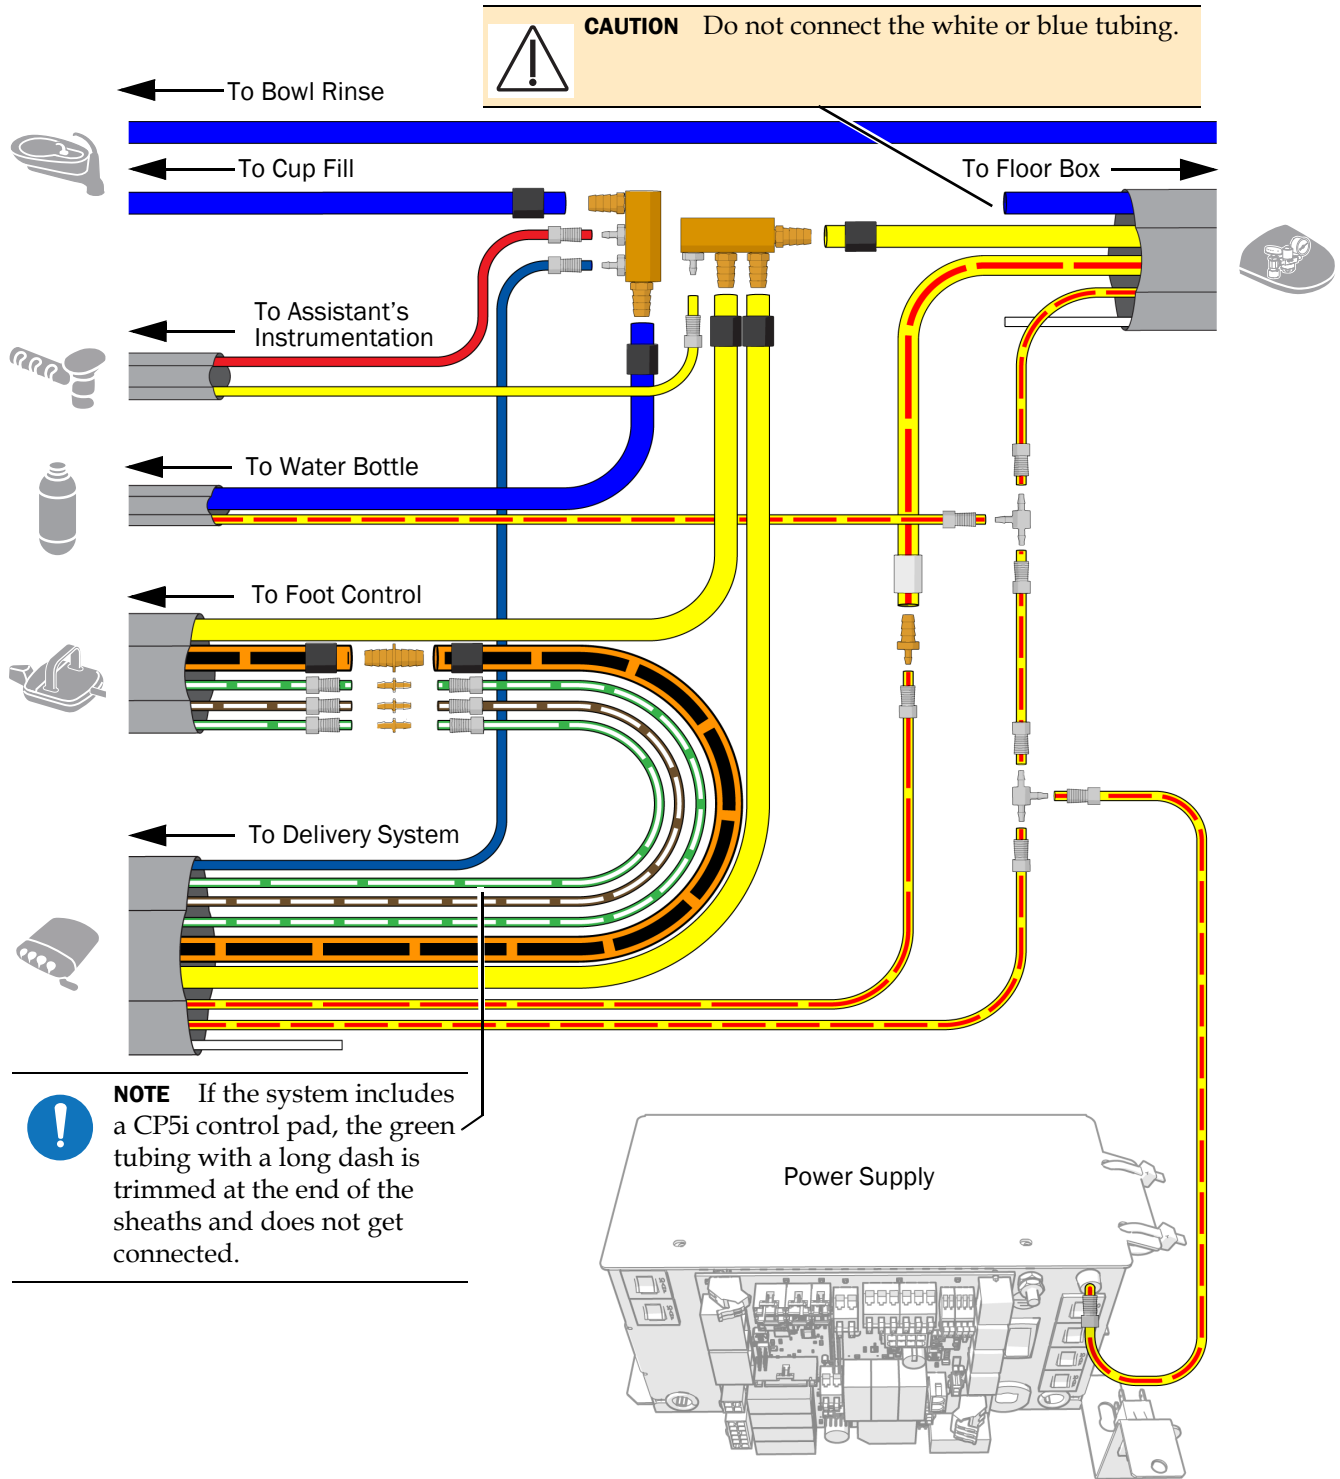 CAUTION Do not connect the white or blue tubing.
To Bowl Rinse
To Cup Fill
To Floor Box
To Assistant's
Instrumentation
To Water Bottle
To Foot Control
To Delivery System
NOTE If the system includes
a CP5i control pad, the green
tubing with a long dash is
trimmed at the end of the
sheaths and does not get
connected.
Power Supply